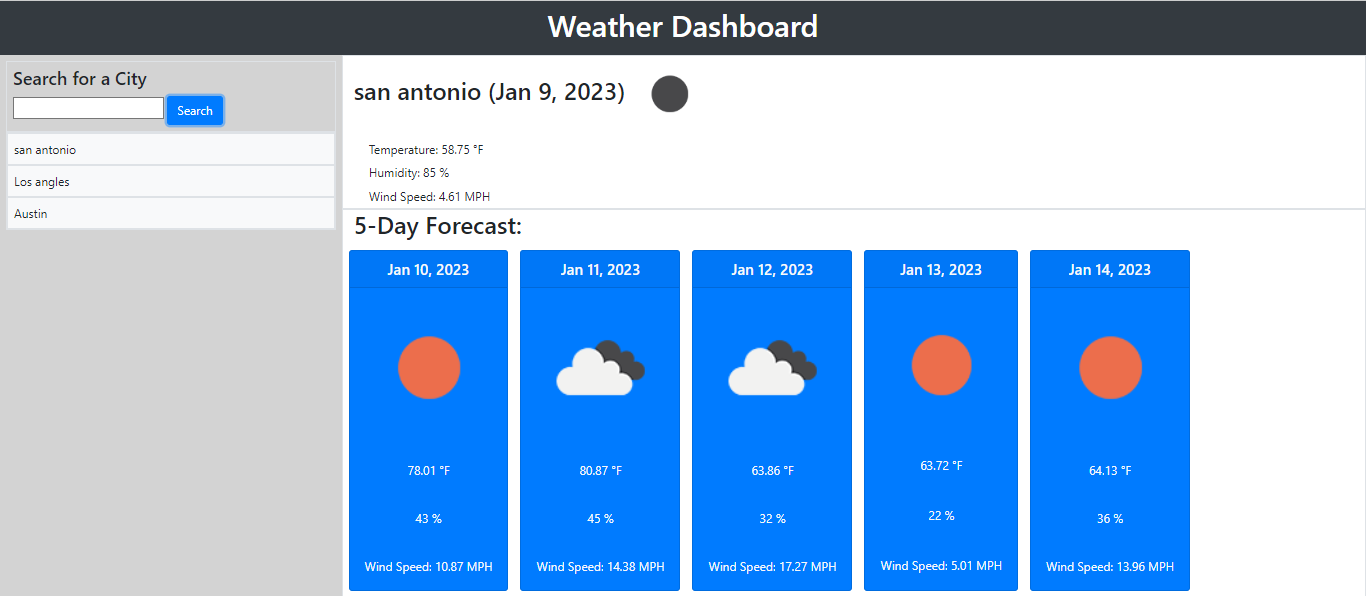 Weather Dashboard
Search for a City
Search
san antonio
Los angles
Austin
san antonio (Jan 9, 2023)
Temperature: 58.75 °F
Humidity: 85 %
Wind Speed: 4.61 MPH
5-Day Forecast:
Jan 10, 2023
78.01 °F
43 %
Wind Speed: 10.87 MPH
Jan 11, 2023
80.87 °F
45 %
Wind Speed: 14.38 MPH
Jan 12, 2023
63.86 °F
32 %
Wind Speed: 17.27 MPH
Jan 13, 2023
63.72 °F
22 %
Wind Speed: 5.01 MPH
Jan 14, 2023
64.13 °F
36 %
Wind Speed: 13.96 MPH